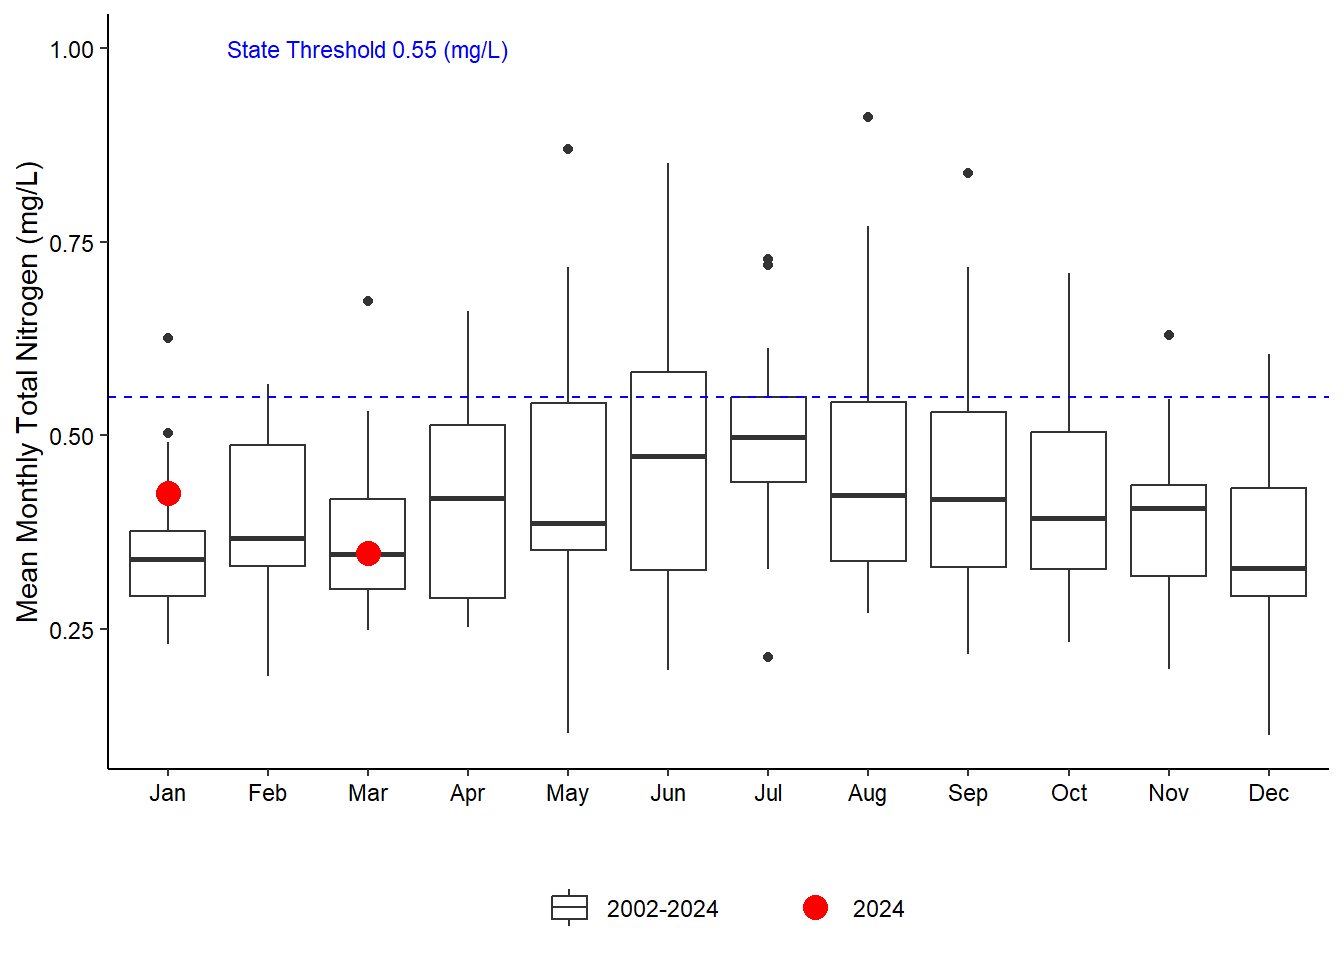 State Threshold 0.55 (mg/L)
Mean Monthly Total Nitrogen (mg/L)
1.00
0.75
0.50
0.25
Jan Feb Mar Apr May Jun Jul Aug Sep Oct Nov Dec
2002-2024 2024